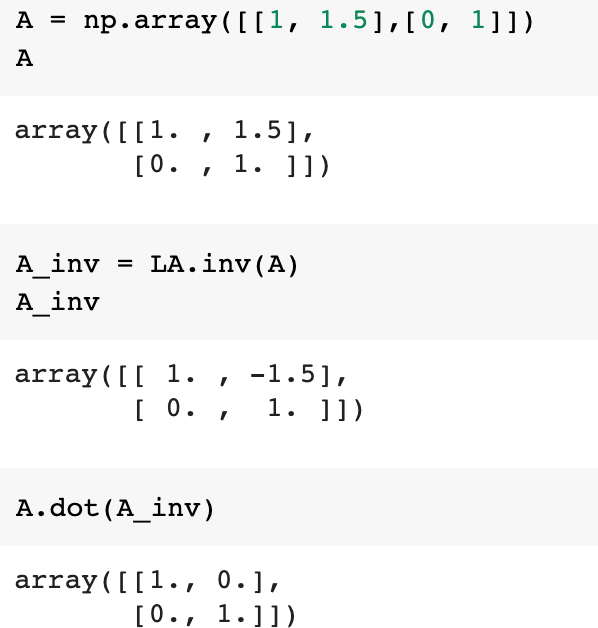 A = np.array([[1, 1.5],[0, 1]])
A
array([[1. , 1.5],
       [0. , 1. ]])
A_inv = LA.inv(A)
A_inv
array([[ 1. , -1.5],
       [ 0. ,  1. ]])
A.dot(A_inv)
array([[1., 0.],
       [0., 1.]])